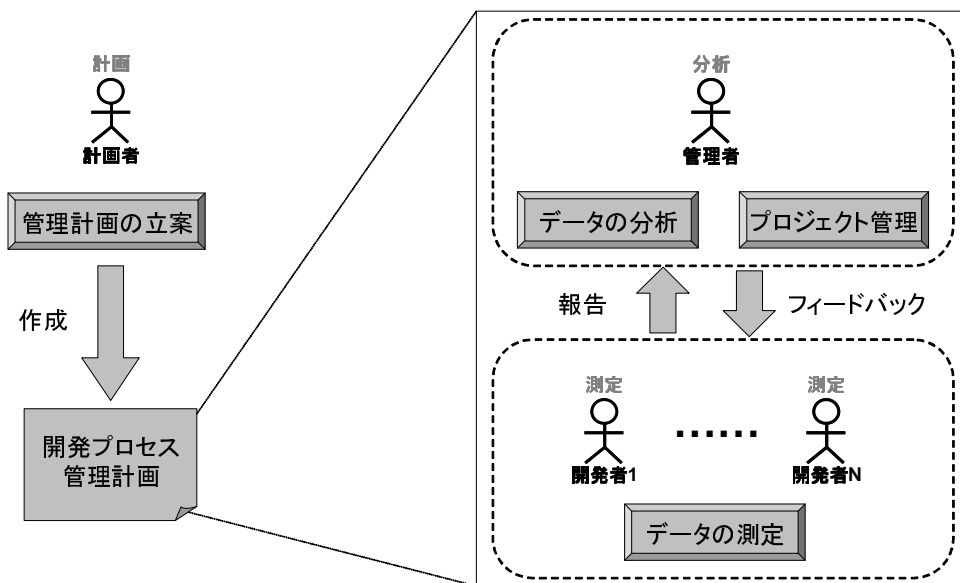 計画
計画者
管理計画の立案
作成
開発プロセス
管理計画
分析
管理者
データの分析
プロジェクト管理
報告
フィードバック
測定
開発者1
……
測定
開発者N
データの測定